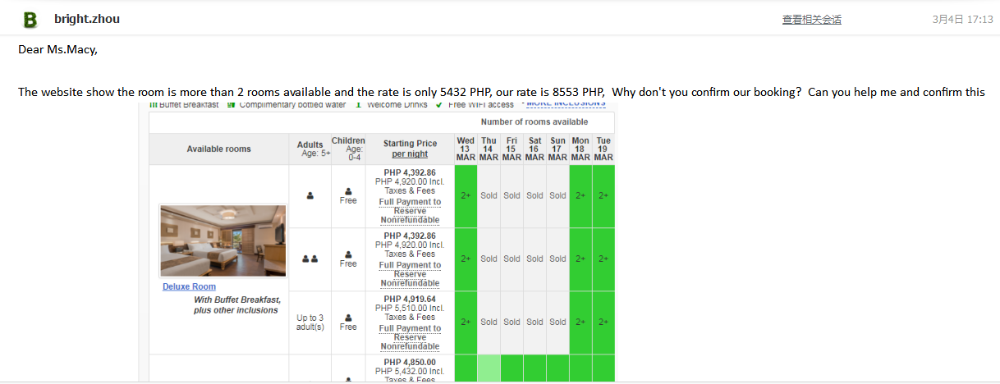 B bright.zhou 查看相关会话 3月4日 17:13
Dear Ms.Macy,
The website show the room is more than 2 rooms available and the rate is only 5432 PHP, our rate is 8553 PHP, Why don't you confirm our booking? Can you help me and confirm this
Buffet Breakfast Complimentary bottled water Welcome Drinks Free WIFI access MORE INCLUSIONS
Number of rooms available
Available rooms
Adults
Age: 5+
Children
Age:
0-4
Starting Price
per night
Wed Thu Fri Sat Sun Mon Tue
13 14 15 16 17 18 19
MAR MAR MAR MAR MAR MAR MAR
Free
PHP 4,392.86
PHP 4,920.00 Incl.
Taxes & Fees
Full Payment to
Reserve
Nonrefundable
2+ Sold Sold Sold Sold 2+ 2+
Free
PHP 4,392.86
PHP 4,920.00 Incl.
Taxes & Fees
Full Payment to
Reserve
Nonrefundable
2+ Sold Sold Sold Sold 2+ 2+
Deluxe Room
With Buffet Breakfast,
plus other inclusions
Up to 3
adult(s)
Free
PHP 4,919.64
PHP 5,510.00 Incl.
Taxes & Fees
Full Payment to
Reserve
Nonrefundable
2+ Sold Sold Sold Sold 2+ 2+
PHP 4,850.00
PHP 5,432.00 Incl.
Taxes & Fees